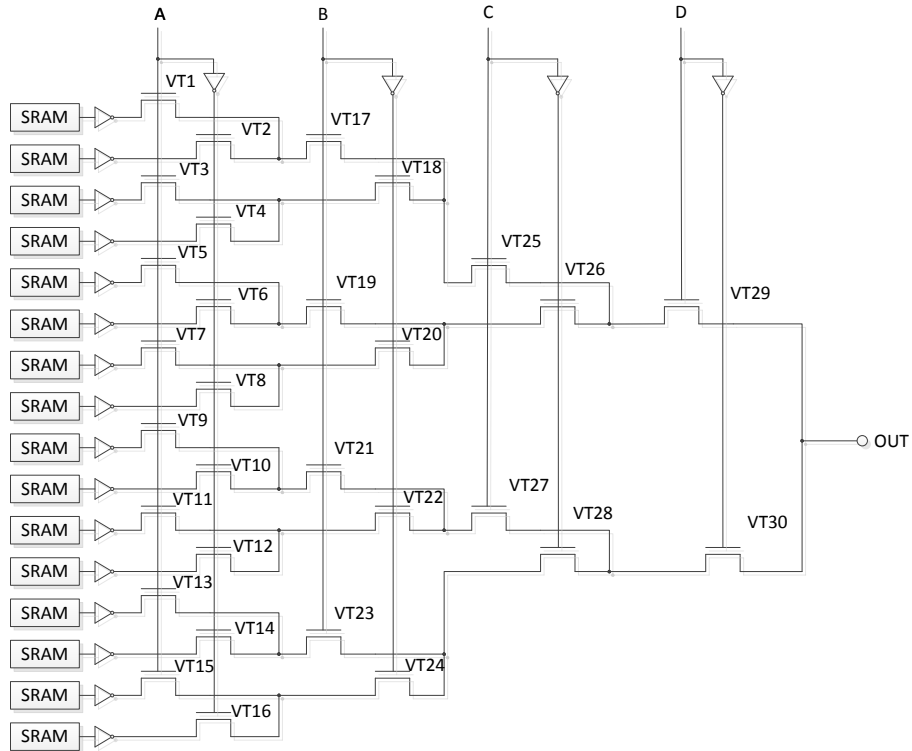 A B C D
VT1
SRAM
VT2 VT17
SRAM
VT3 VT18
SRAM
VT4
SRAM
VT5 VT25
SRAM
VT6 VT19 VT26 VT29
SRAM
VT7 VT20
SRAM
VT8
SRAM
VT9
SRAM
OUT
VT10 VT21
SRAM
VT11 VT22 VT27
SRAM
VT12 VT28 VT30
SRAM
VT13
SRAM
VT14 VT23
SRAM
VT15 VT24
SRAM
VT16
SRAM